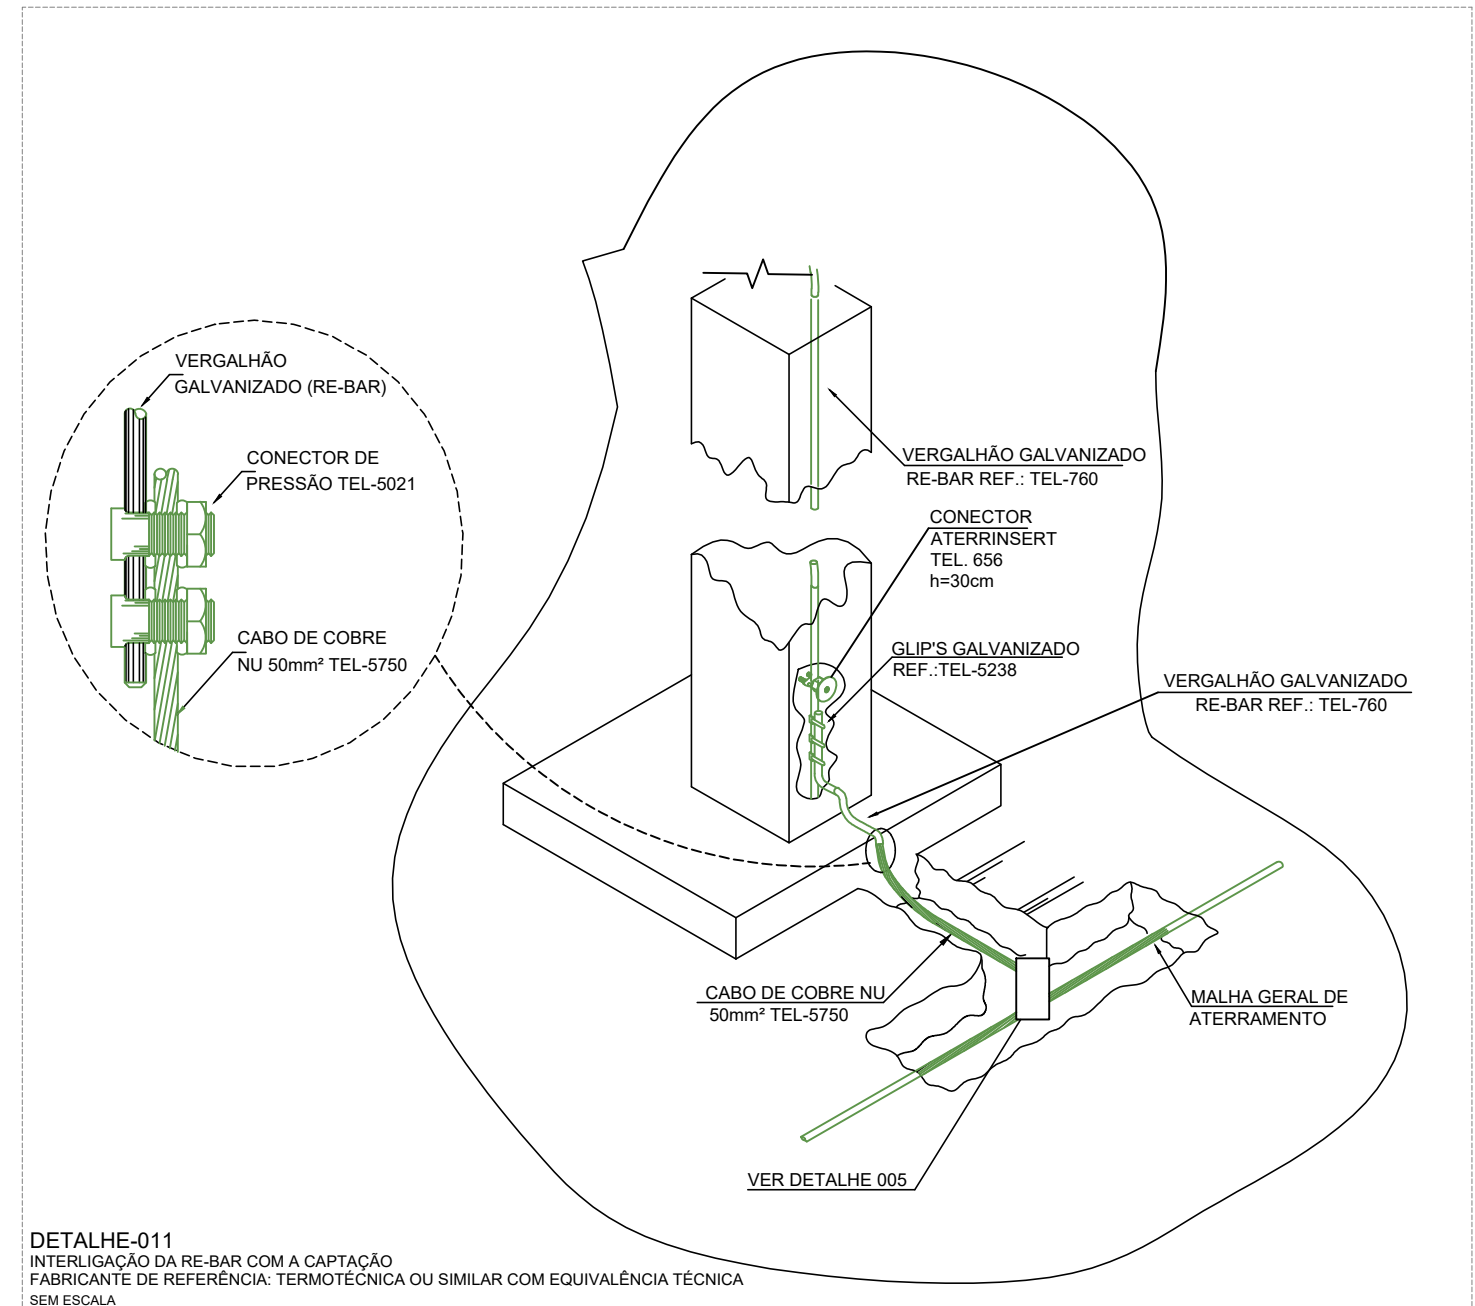 VERGALHÃO
GALVANIZADO (RE-BAR)
CONECTOR DE
PRESSÃO TEL-5021
CABO DE COBRE
NU 50mm² TEL-5750
VERGALHÃO GALVANIZADO
RE-BAR REF.: TEL-760
CONECTOR
ATERRINSERT
TEL. 656
h=30cm
GLIP'S GALVANIZADO
REF.:TEL-5238
VERGALHÃO GALVANIZADO
RE-BAR REF.: TEL-760
CABO DE COBRE NU
50mm² TEL-5750
MALHA GERAL DE
ATERRAMENTO
VER DETALHE 005
DETALHE-011
INTERLIGAÇÃO DA RE-BAR COM A CAPTAÇÃO
FABRICANTE DE REFERÊNCIA: TERMOTÉCNICA OU SIMILAR COM EQUIVALÊNCIA TÉCNICA
SEM ESCALA